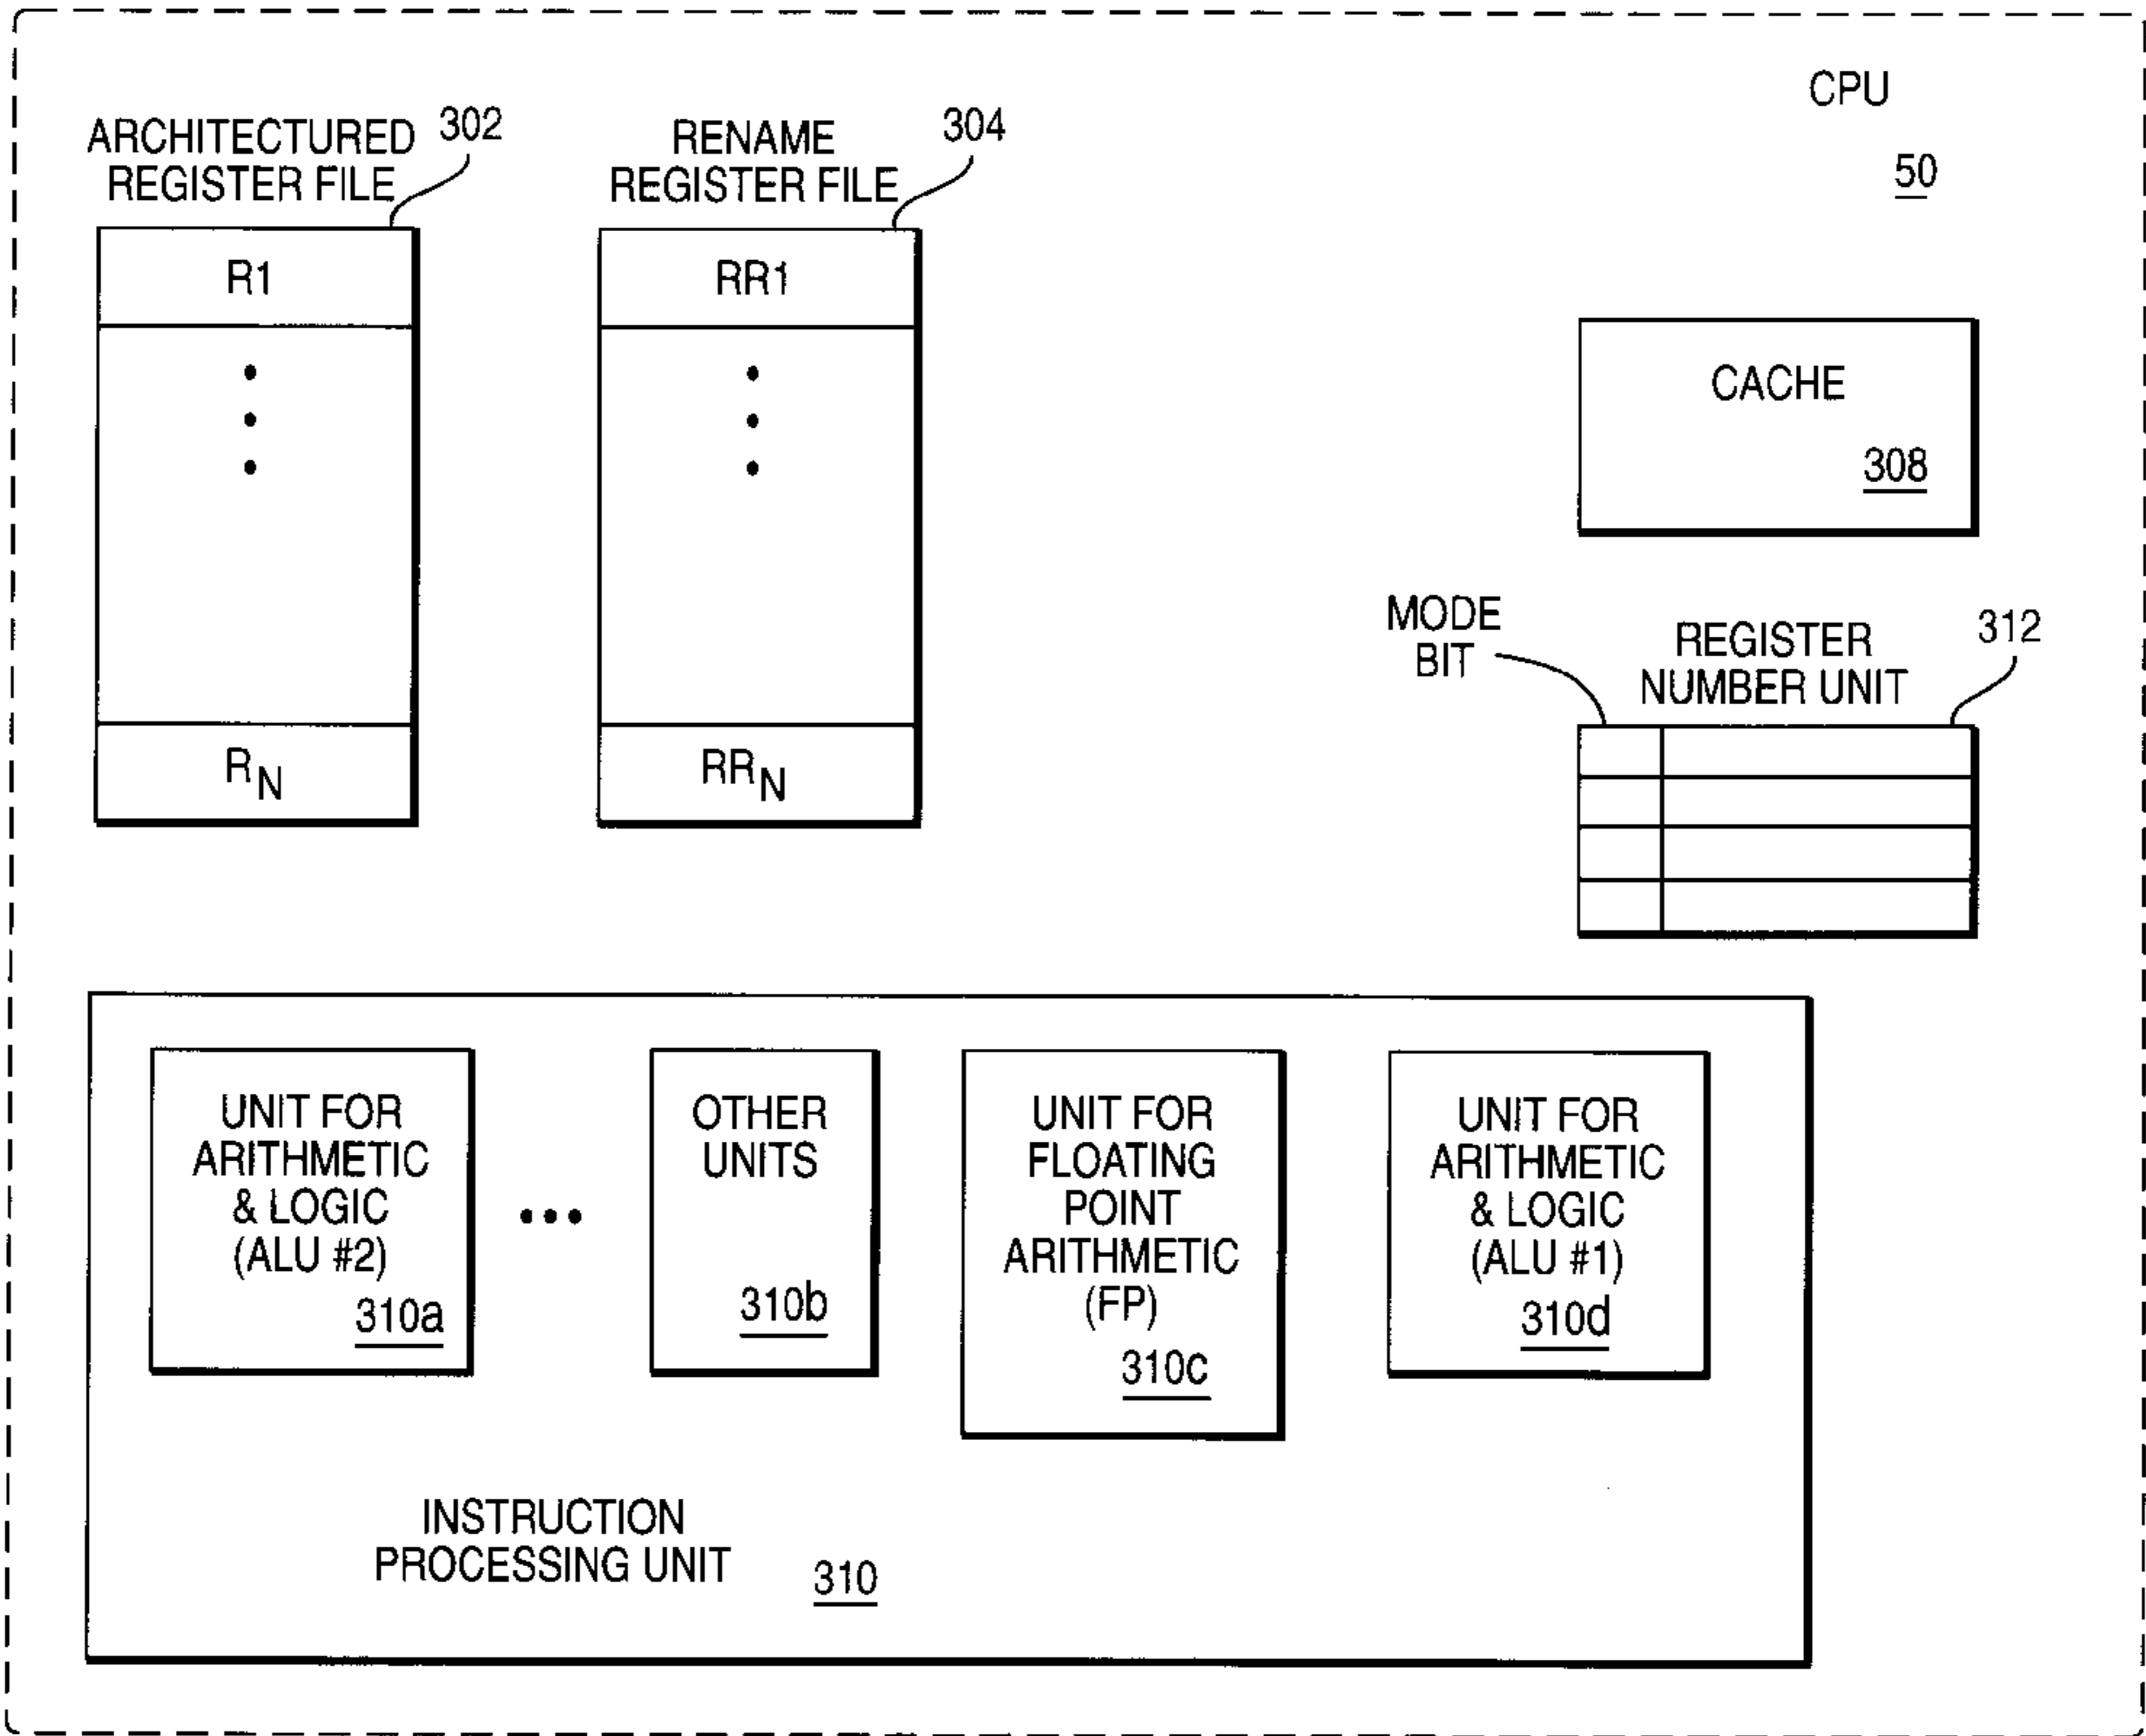 CPU
50
ARCHITECTURED
REGISTER FILE
302
RENAME
REGISTER FILE
304
R1
RN
RR1
RRN
CACHE
308
MODE
BIT
REGISTER
NUMBER UNIT
312
UNIT FOR
ARITHMETIC
& LOGIC
(ALU #2)
310a
OTHER
UNITS
310b
UNIT FOR
FLOATING
POINT
ARITHMETIC
(FP)
310c
UNIT FOR
ARITHMETIC
& LOGIC
(ALU #1)
310d
INSTRUCTION
PROCESSING UNIT
310